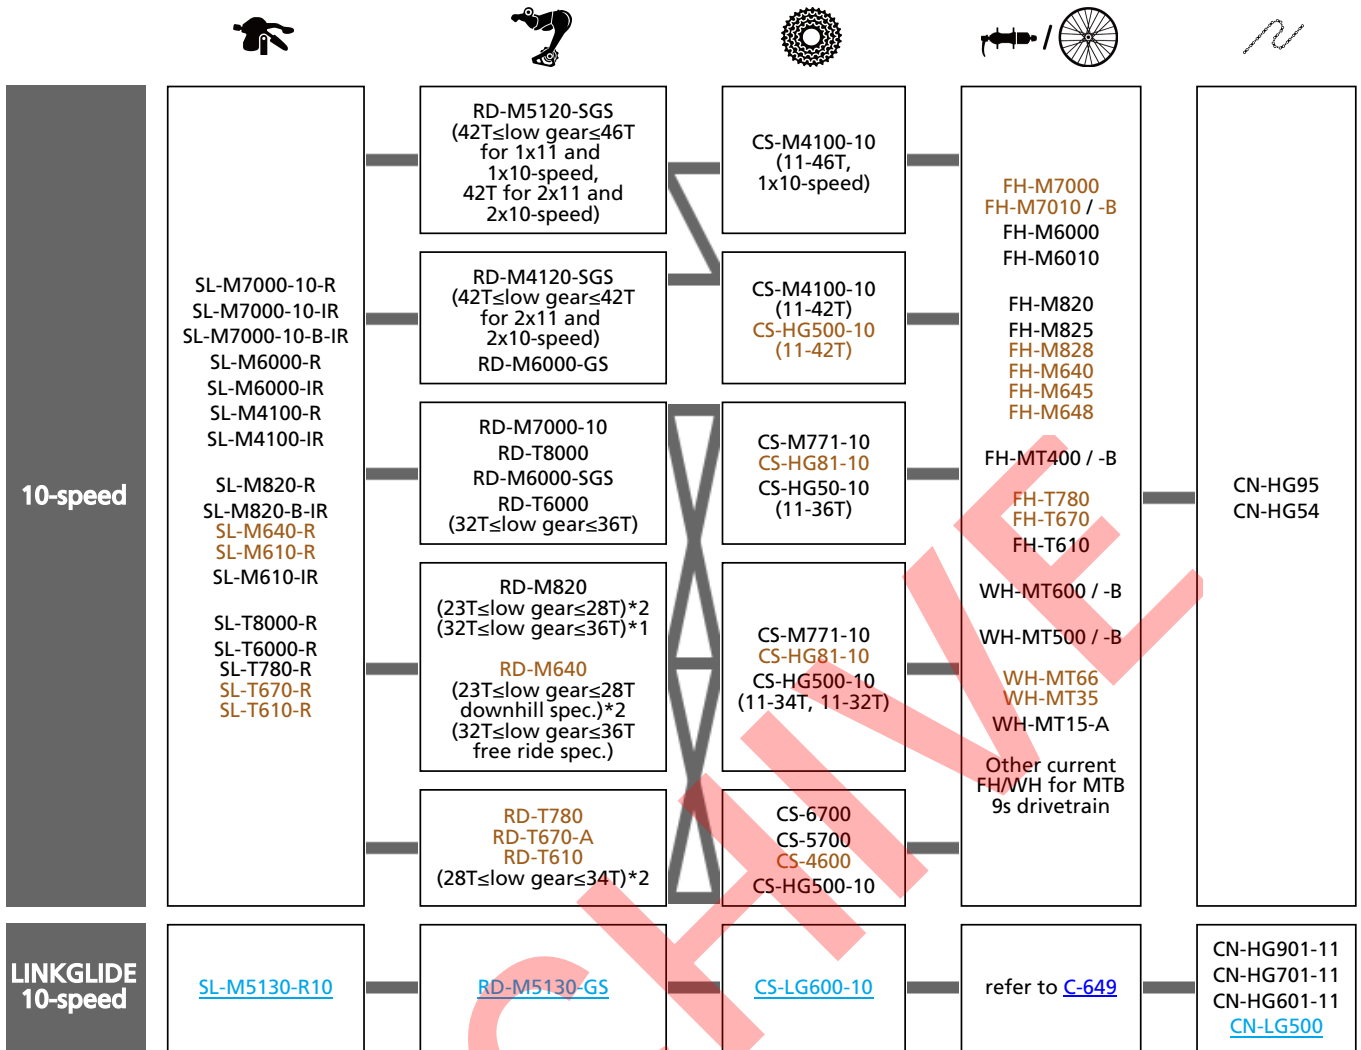 10-speed
SL-M7000-10-R
SL-M7000-10-IR
SL-M7000-10-B-IR
SL-M6000-R
SL-M6000-IR
SL-M4100-R
SL-M4100-IR
SL-M820-R
SL-M820-B-IR
SL-M640-R
SL-M610-R
SL-M610-IR
SL-T8000-R
SL-T6000-R
SL-T780-R
SL-T670-R
SL-T610-R
RD-M5120-SGS
(42T≤low gear≤46T
for 1x11 and
1x10-speed,
42T for 2x11 and
2x10-speed)
RD-M4120-SGS
(42T≤low gear≤42T
for 2x11 and
2x10-speed)
RD-M6000-GS
RD-M7000-10
RD-T8000
RD-M6000-SGS
RD-T6000
(32T≤low gear≤36T)
RD-M820
(23T≤low gear≤28T)*2
(32T≤low gear≤36T)*1
RD-M640
(23T≤low gear≤28T
downhill spec.)*2
(32T≤low gear≤36T
free ride spec.)
RD-T780
RD-T670-A
RD-T610
(28T≤low gear≤34T)*2
CS-M4100-10
(11-46T,
1x10-speed)
CS-M4100-10
(11-42T)
CS-HG500-10
(11-42T)
CS-M771-10
CS-HG81-10
CS-HG50-10
(11-36T)
CS-M771-10
CS-HG81-10
CS-HG500-10
(11-34T, 11-32T)
CS-6700
CS-5700
CS-4600
CS-HG500-10
FH-M7000
FH-M7010 / -B
FH-M6000
FH-M6010
FH-M820
FH-M825
FH-M828
FH-M640
FH-M645
FH-M648
FH-MT400 / -B
FH-T780
FH-T670
FH-T610
WH-MT600 / -B
WH-MT500 / -B
WH-MT66
WH-MT35
WH-MT15-A
Other current
FH/WH for MTB
9s drivetrain
CN-HG95
CN-HG54
LINKGLIDE
10-speed
SL-M5130-R10
RD-M5130-GS
CS-LG600-10
refer to C-649
CN-HG901-11
CN-HG701-11
CN-HG601-11
CN-LG500
CHIVE